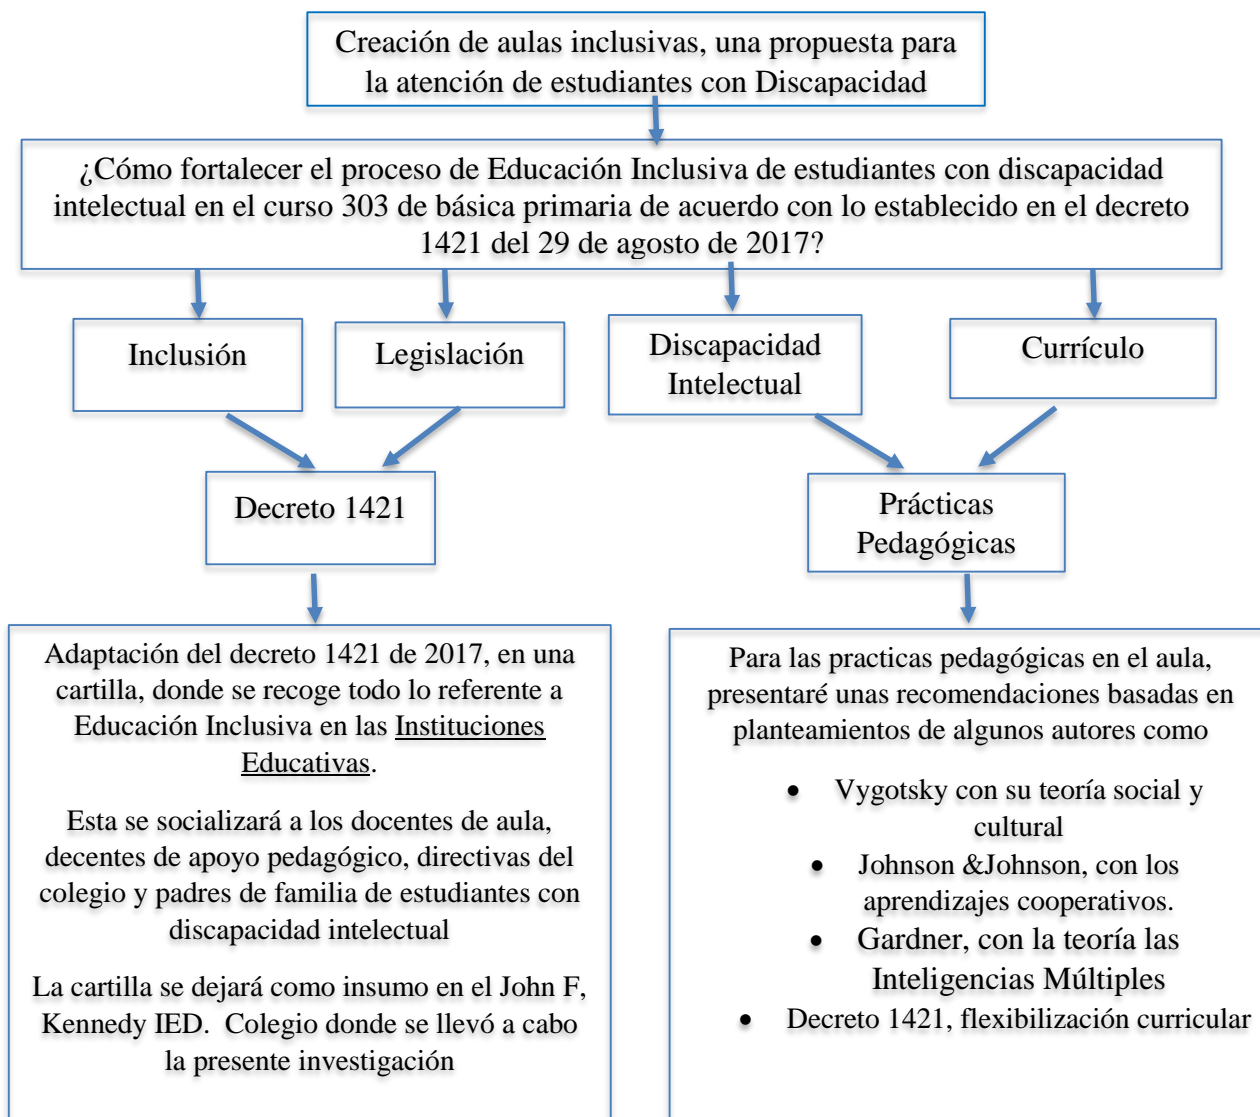 Creación de aulas inclusivas, una propuesta para
la atención de estudiantes con Discapacidad
¿Cómo fortalecer el proceso de Educación Inclusiva de estudiantes con discapacidad
intelectual en el curso 303 de básica primaria de acuerdo con lo establecido en el decreto
1421 del 29 de agosto de 2017?
Inclusión
Legislación
Discapacidad
Intelectual
Currículo
Decreto 1421
Prácticas
Pedagógicas
Adaptación del decreto 1421 de 2017, en una
cartilla, donde se recoge todo lo referente a
Educación Inclusiva en las Instituciones
Educativas.
Esta se socializará a los docentes de aula,
decentes de apoyo pedagógico, directivas del
colegio y padres de familia de estudiantes con
discapacidad intelectual
La cartilla se dejará como insumo en el John F,
Kennedy IED.  Colegio donde se llevó a cabo
la presente investigación
Para las practicas pedagógicas en el aula,
presentaré unas recomendaciones basadas en
planteamientos de algunos autores como
• Vygotsky con su teoría social y
cultural
• Johnson &Johnson, con los
aprendizajes cooperativos.
• Gardner, con la teoría las
Inteligencias Múltiples
• Decreto 1421, flexibilización curricular